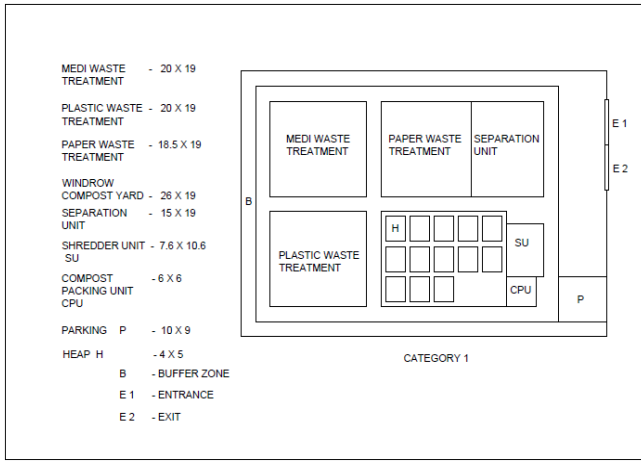 MEDI WASTE - 20 X 19
TREATMENT
PLASTIC WASTE - 20 X 19
TREATMENT
PAPER WASTE - 18.5 X 19
TREATMENT
WINDROW
COMPOST YARD - 26 X 19
SEPARATION - 15 X 19
UNIT
SHREDDER UNIT - 7.6 X 10.6
SU
COMPOST - 6 X 6
PACKING UNIT
CPU
PARKING P - 10 X 9
HEAP H - 4 X 5
B - BUFFER ZONE
E 1 - ENTRANCE
E 2 - EXIT
B
MEDI WASTE
TREATMENT
PAPER WASTE
TREATMENT
SEPARATION
UNIT
E 1
E 2
PLASTIC WASTE
TREATMENT
H
SU
CPU
P
CATEGORY 1